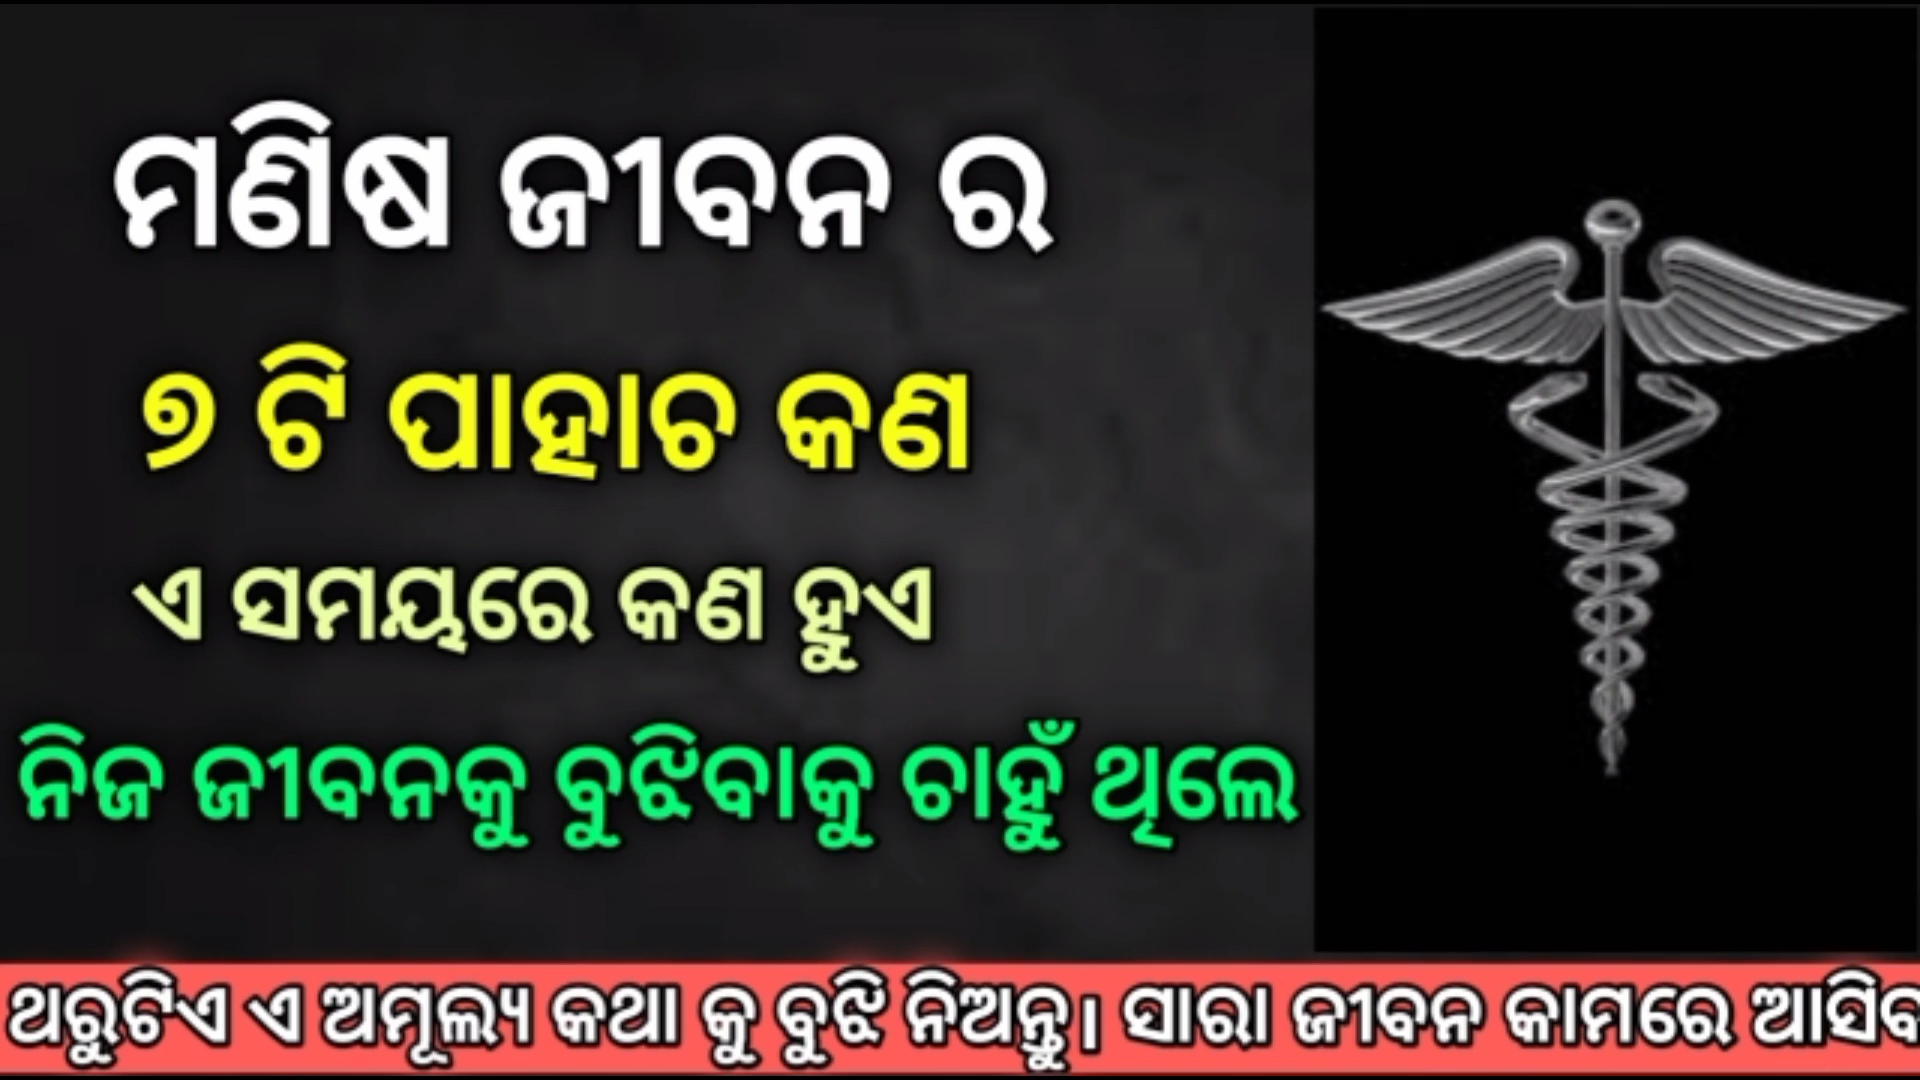 ମଣିଷ ଜୀବନ ର
୭ ଟି ପାହାଚ କଣ
ଏ ସମୟରେ କଣ ହୁଏ
ନିଜ ଜୀବନକୁ ବୁଝିବାକୁ ଚାହୁଁ ଥିଲେ
ଥରୁଟିଏ ଏ ଅମୂଲ୍ୟ କଥା କୁ ବୁଝି ନିଅନ୍ତୁ। ସାରା ଜୀବନ କାମରେ ଆସିବ